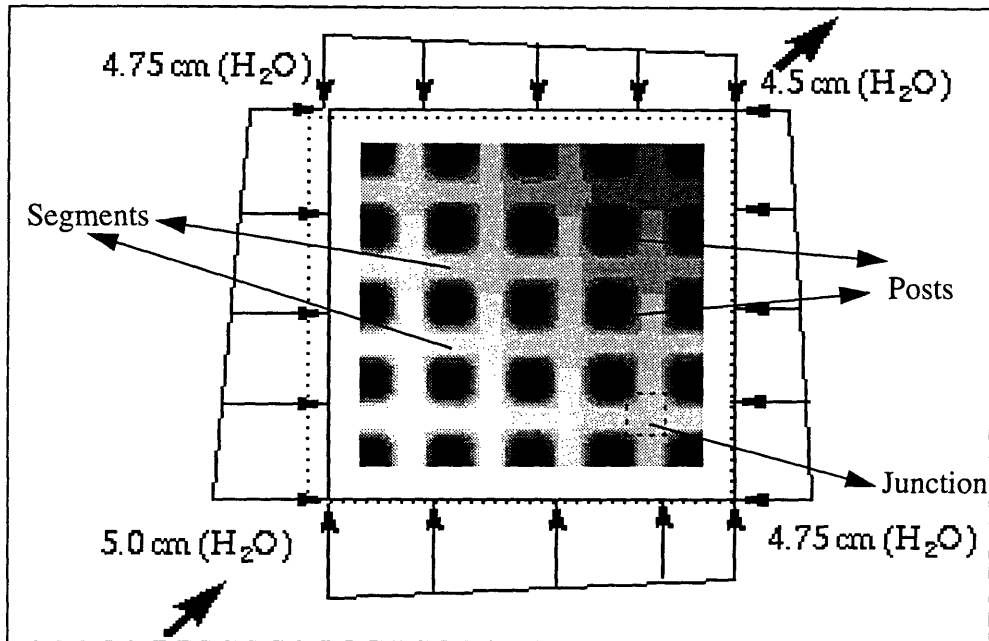 4.75 cm (H₂O)
4.5 cm (H₂O)
Segments
Posts
Junction
5.0 cm (H₂O)
4.75 cm (H₂O)